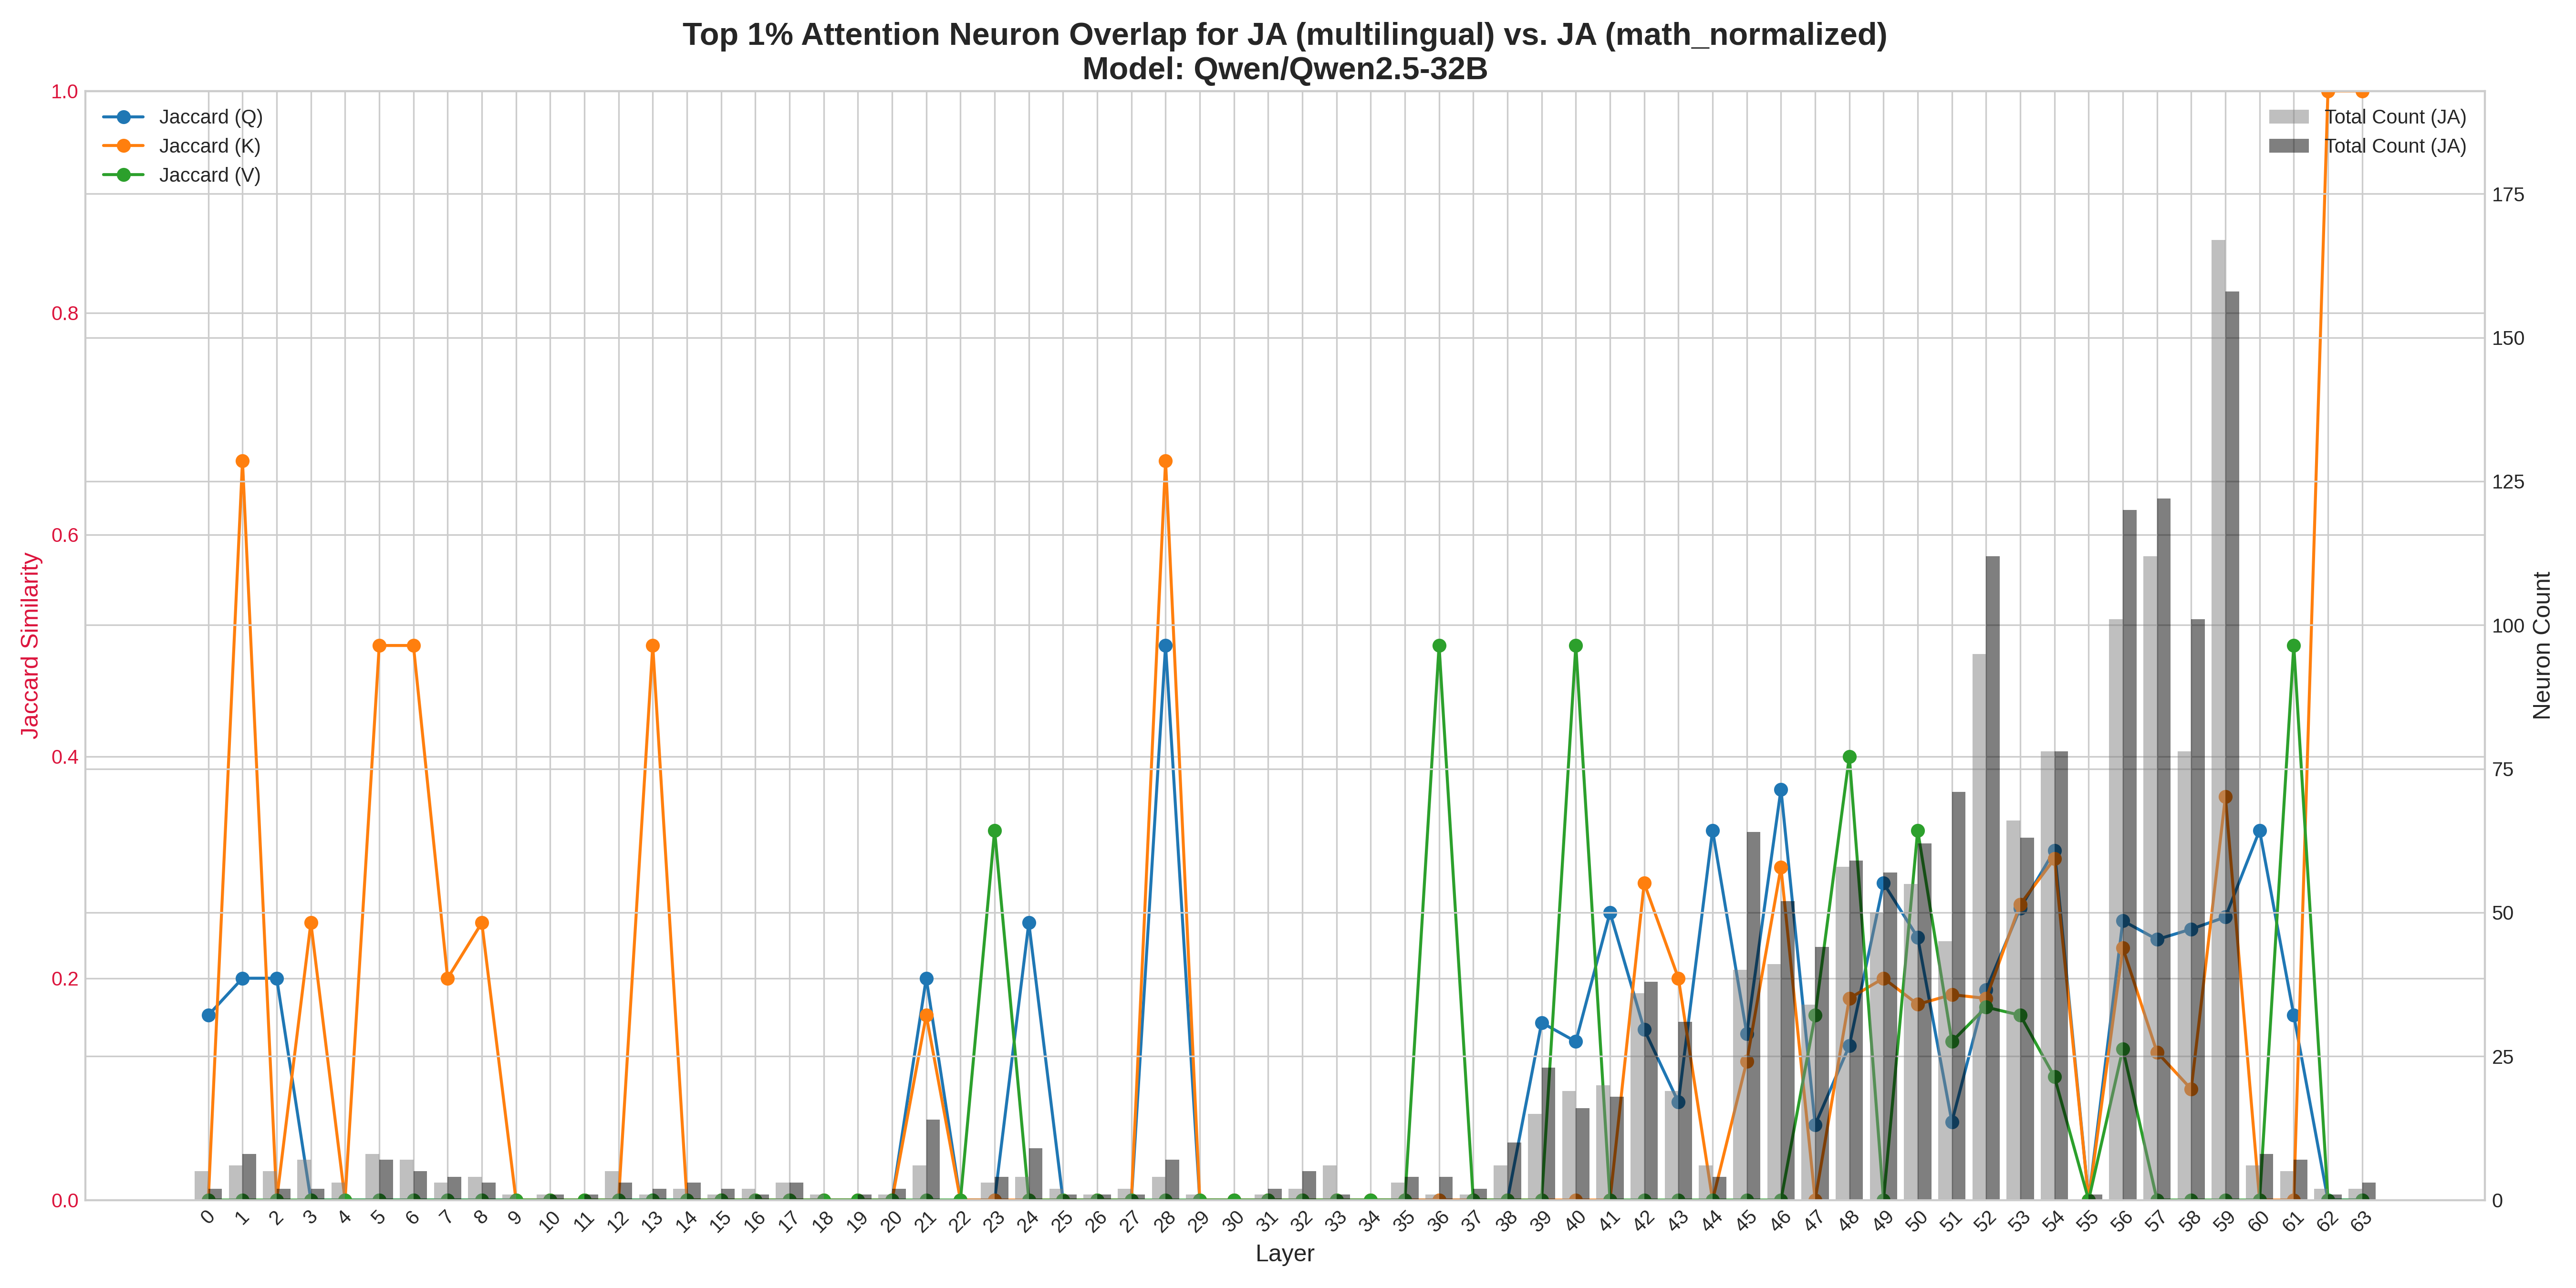 Top 1% Attention Neuron Overlap for JA (multilingual) vs. JA (math_normalized)
Model: Qwen/Qwen2.5-32B
Jaccard (Q)
Jaccard (K)
Jaccard (V)
Total Count (JA)
Total Count (JA)
Jaccard Similarity
1.0
0.8
0.6
0.4
0.2
0.0
Neuron Count
175
150
125
100
75
50
25
0
0 1 2 3 4 5 6 7 8 9 10 11 12 13 14 15 16 17 18 19 20 21 22 23 24 25 26 27 28 29 30 31 32 33 34 35 36 37 38 39 40 41 42 43 44 45 46 47 48 49 50 51 52 53 54 55 56 57 58 59 60 61 62 63
Layer